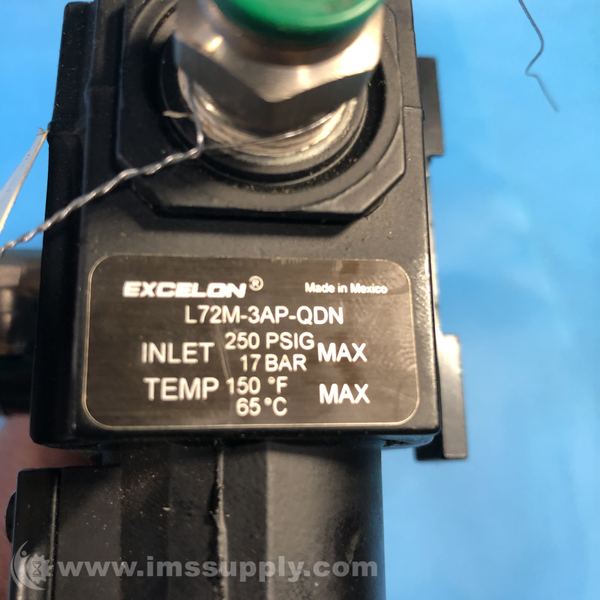 EXCELON® Made in Mexico
L72M-3AP-QDN
INLET 250 PSIG 17 BAR MAX
TEMP 150 °F 65 °C MAX
www.imssupply.com